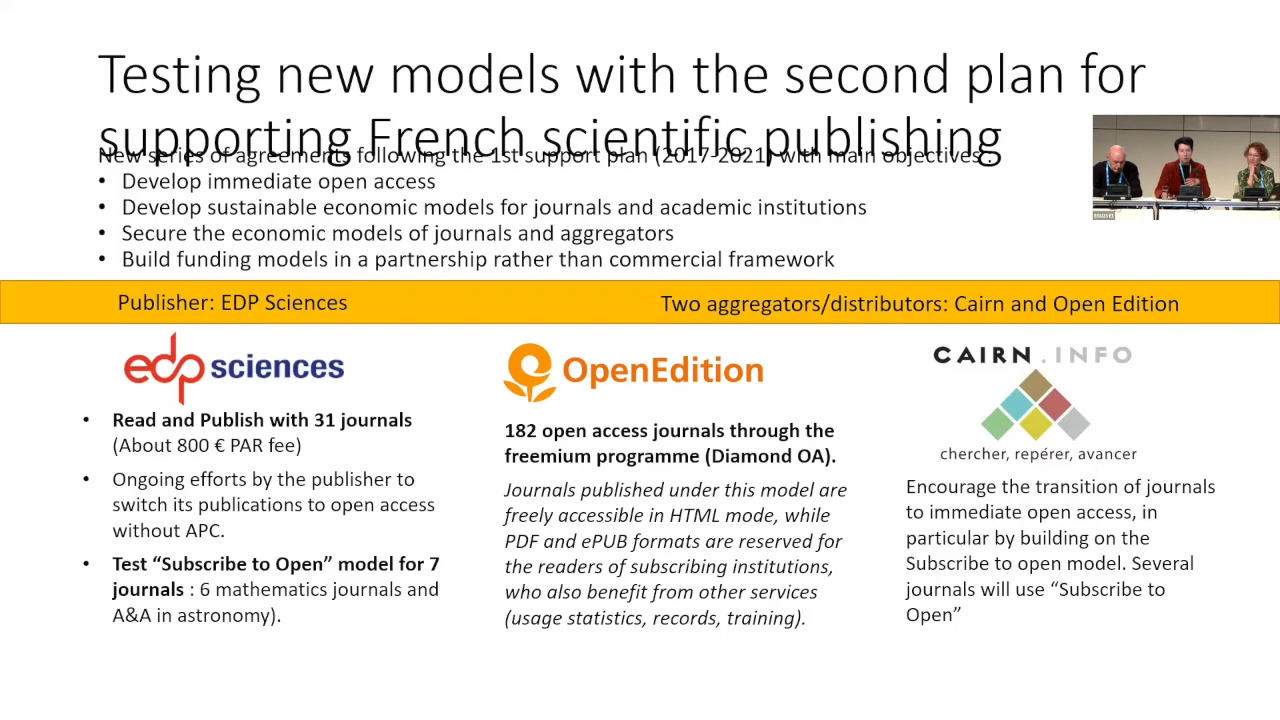 Testing new models with the second plan for
supporting French scientific publishing
New series of agreements following the 1st support plan (2017-2021) with main objectives :
• Develop immediate open access
• Develop sustainable economic models for journals and academic institutions
• Secure the economic models of journals and aggregators
• Build funding models in a partnership rather than commercial framework
Publisher: EDP Sciences
Two aggregators/distributors: Cairn and Open Edition
edp sciences
• Read and Publish with 31 journals
(About 800 € PAR fee)
• Ongoing efforts by the publisher to
switch its publications to open access
without APC.
• Test “Subscribe to Open” model for 7
journals : 6 mathematics journals and
A&A in astronomy).
OpenEdition
182 open access journals through the
freemium programme (Diamond OA).
Journals published under this model are
freely accessible in HTML mode, while
PDF and ePUB formats are reserved for
the readers of subscribing institutions,
who also benefit from other services
(usage statistics, records, training).
CAIRN.INFO
chercher, repérer, avancer
Encourage the transition of journals
to immediate open access, in
particular by building on the
Subscribe to open model. Several
journals will use “Subscribe to
Open”